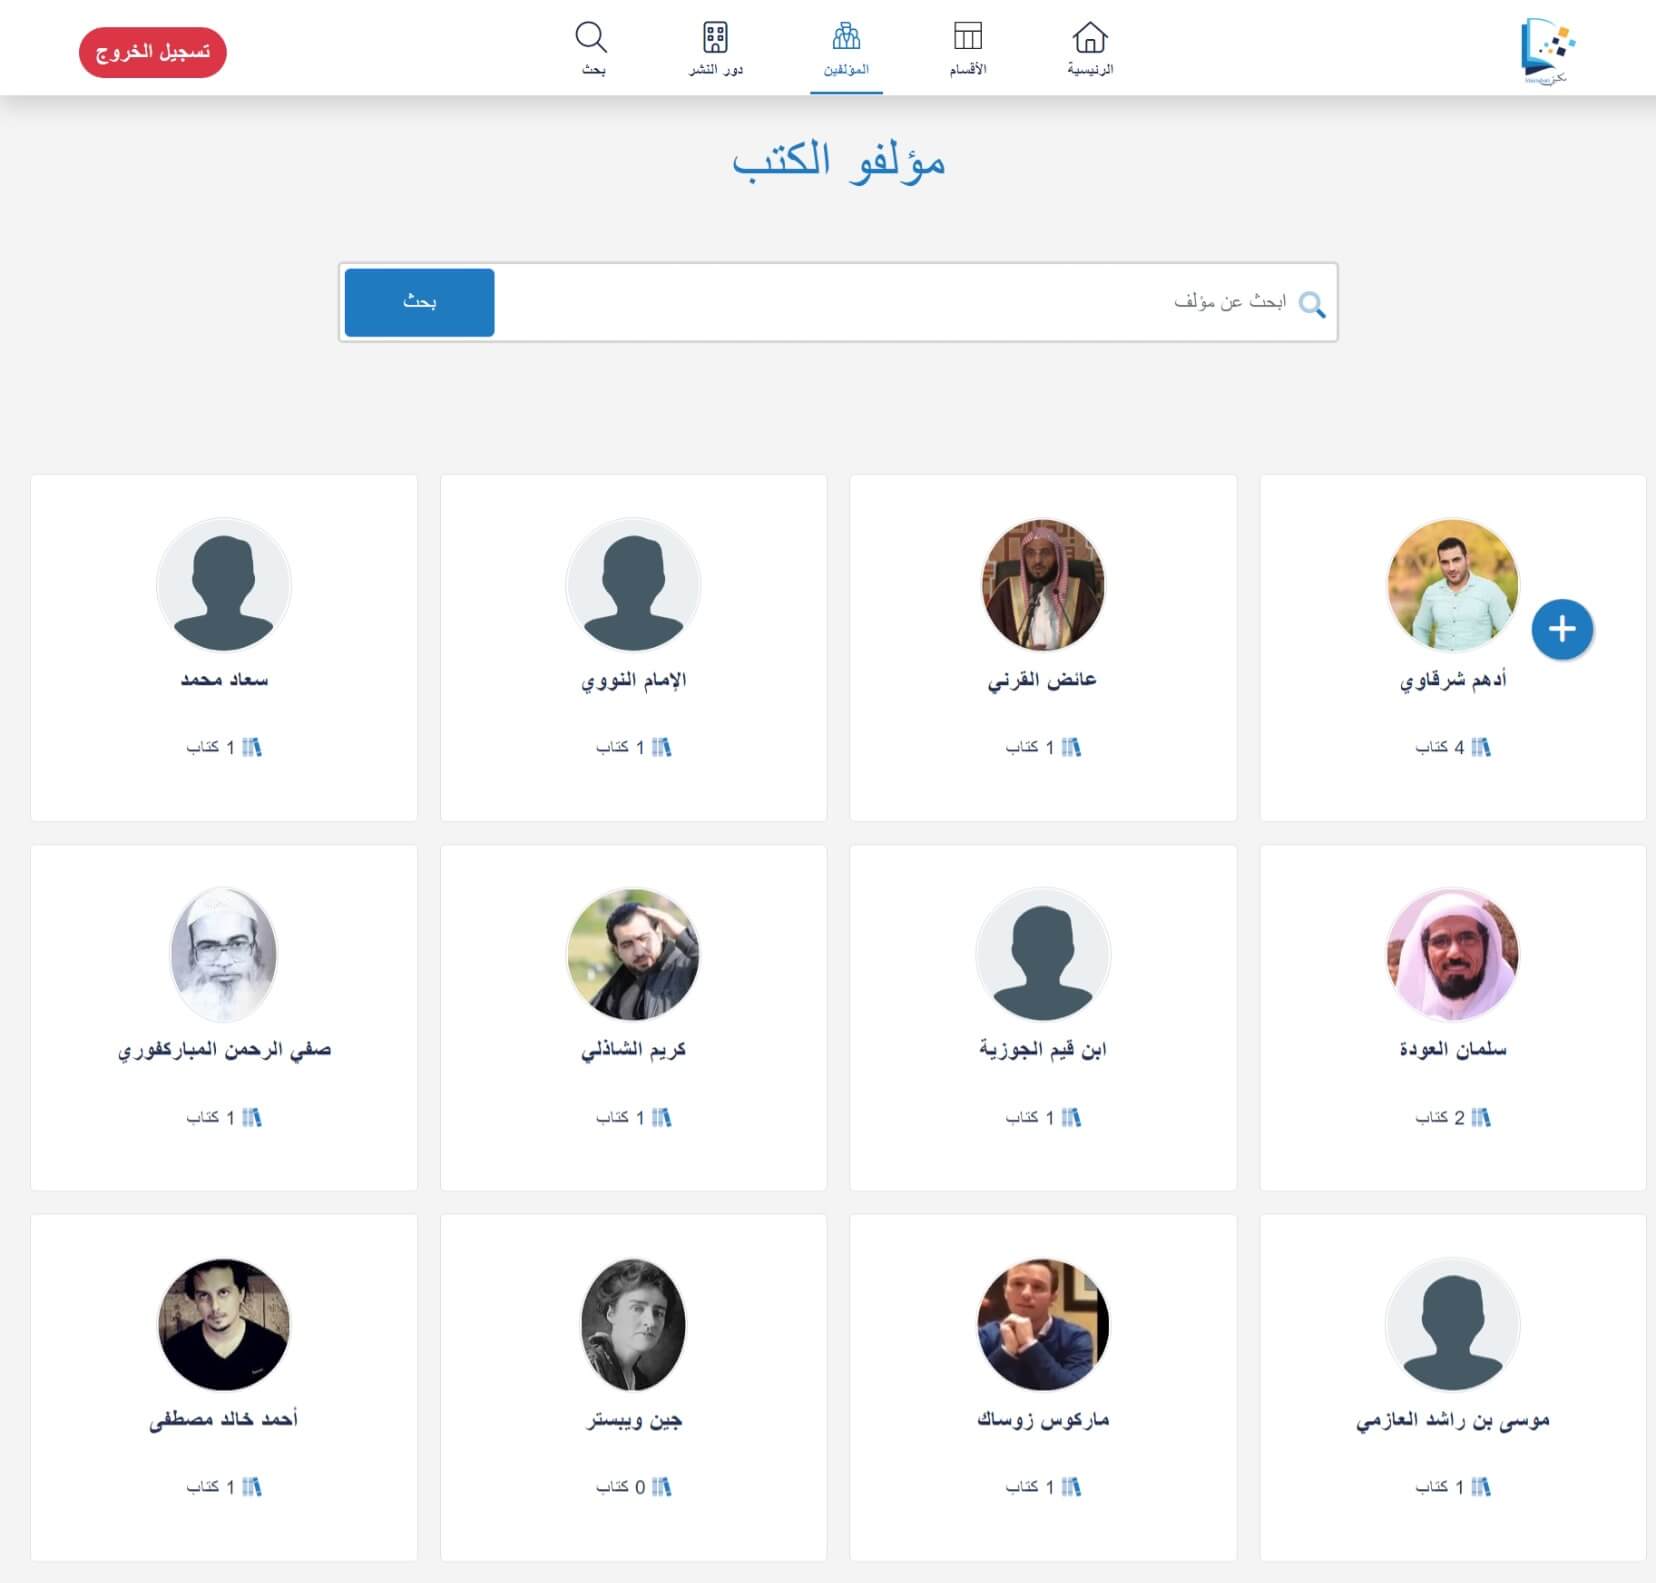 الرئيسية
الأقسام
المؤلفين
دور النشر
بحث
تسجيل الخروج
مؤلفو الكتب
ابحث عن مؤلف
بحث
أدهم شرقاوي
4 كتاب
عائض القرني
1 كتاب
الإمام النووي
1 كتاب
سعاد محمد
1 كتاب
سلمان العودة
2 كتاب
ابن قيم الجوزية
1 كتاب
كريم الشاذلي
1 كتاب
صفي الرحمن المباركفوري
1 كتاب
موسى بن راشد العازمي
1 كتاب
ماركوس زوساك
1 كتاب
جين ويبستر
0 كتاب
أحمد خالد مصطفى
1 كتاب